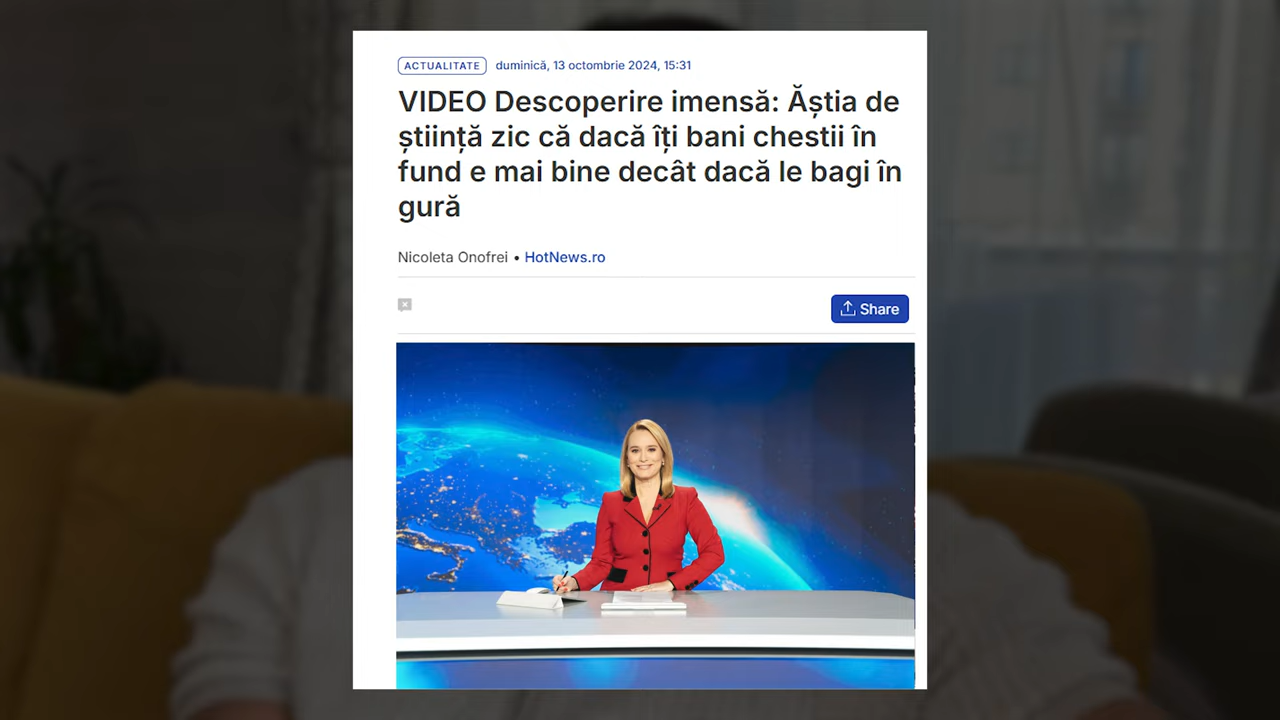 ACTUALITATE duminică, 13 octombrie 2024, 15:31
VIDEO Descoperire imensă: Ăștia de
știință zic că dacă îți bani chestii în
fund e mai bine decât dacă le bagi în
gură
Nicoleta Onofrei • HotNews.ro
Share